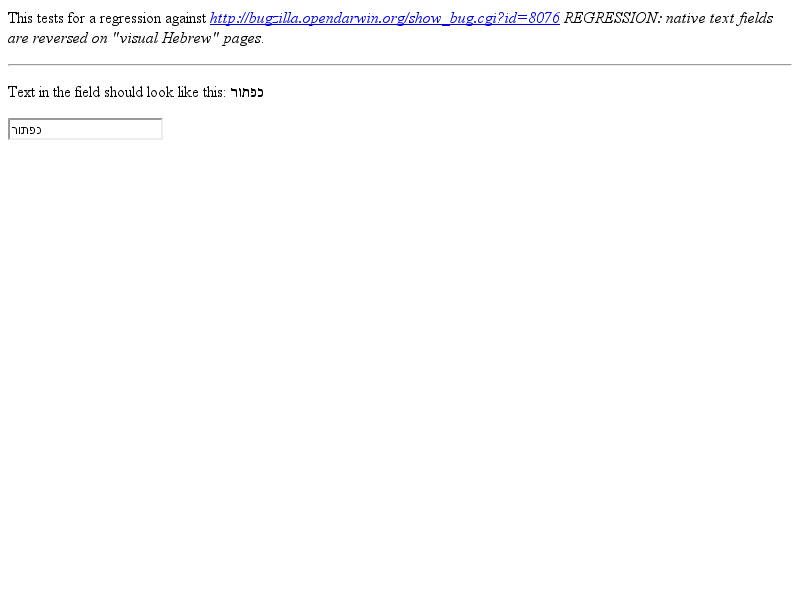 This tests for a regression against http://bugzilla.opendarwin.org/show_bug.cgi?id=8076 REGRESSION: native text fields
are reversed on "visual Hebrew" pages.
Text in the field should look like this: כפתור
כפתור